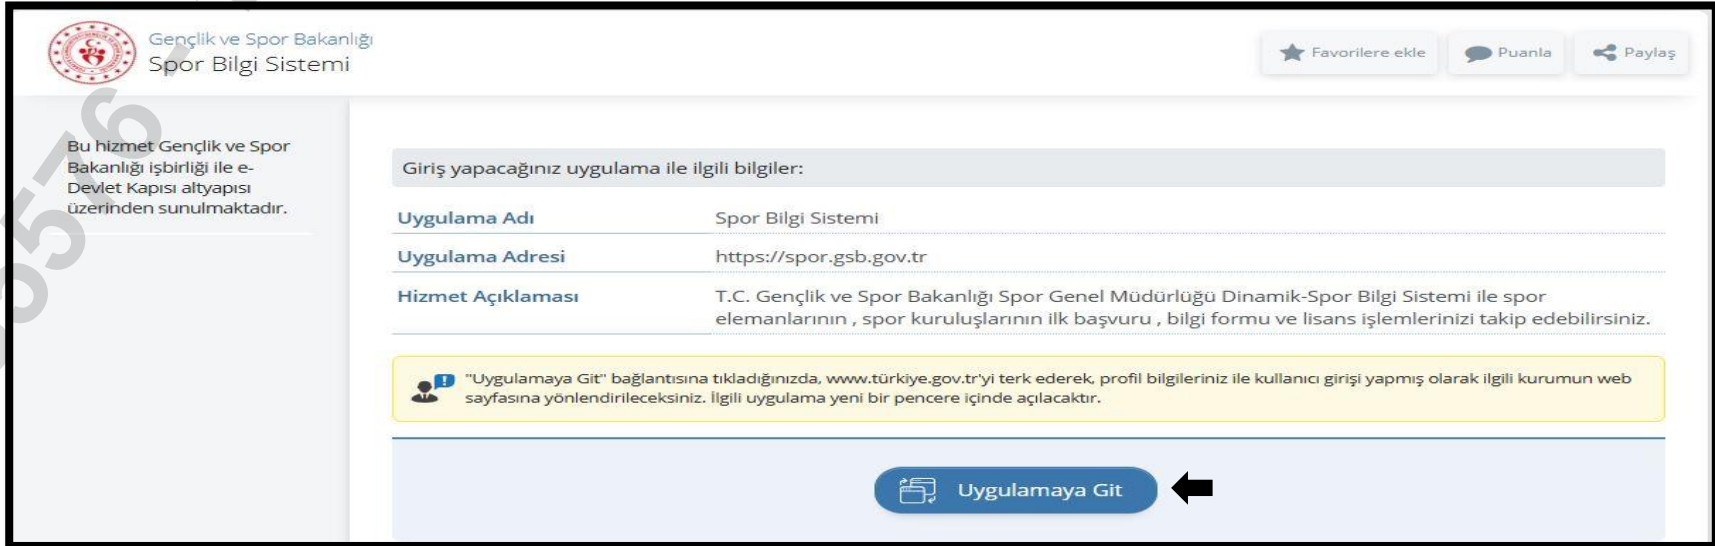 Gençlik ve Spor Bakanlığı
Spor Bilgi Sistemi
Favorilere ekle
Puanla
Paylaş
Bu hizmet Gençlik ve Spor
Bakanlığı işbirliği ile e-
Devlet Kapısı altyapısı
üzerinden sunulmaktadır.
Giriş yapacağınız uygulama ile ilgili bilgiler:
Uygulama Adı Spor Bilgi Sistemi
Uygulama Adresi https://spor.gsb.gov.tr
Hizmet Açıklaması T.C. Gençlik ve Spor Bakanlığı Spor Genel Müdürlüğü Dinamik-Spor Bilgi Sistemi ile spor
elemanlarının , spor kuruluşlarının ilk başvuru , bilgi formu ve lisans işlemlerinizi takip edebilirsiniz.
"Uygulamaya Git" bağlantısına tıkladığınızda, www.türkiye.gov.tr'yi terk ederek, profil bilgileriniz ile kullanıcı girişi yapmış olarak ilgili kurumun web
sayfasına yönlendirileceksiniz. İlgili uygulama yeni bir pencere içinde açılacaktır.
Uygulamaya Git
5576